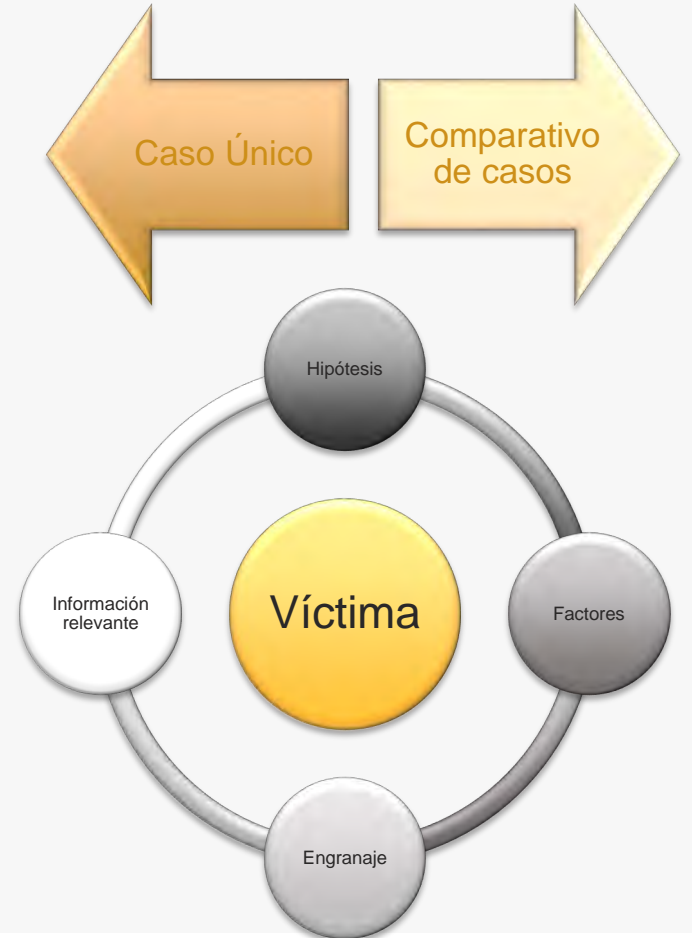 Caso Único
Comparativo
de casos
Hipótesis
Información
relevante
Víctima
Factores
Engranaje